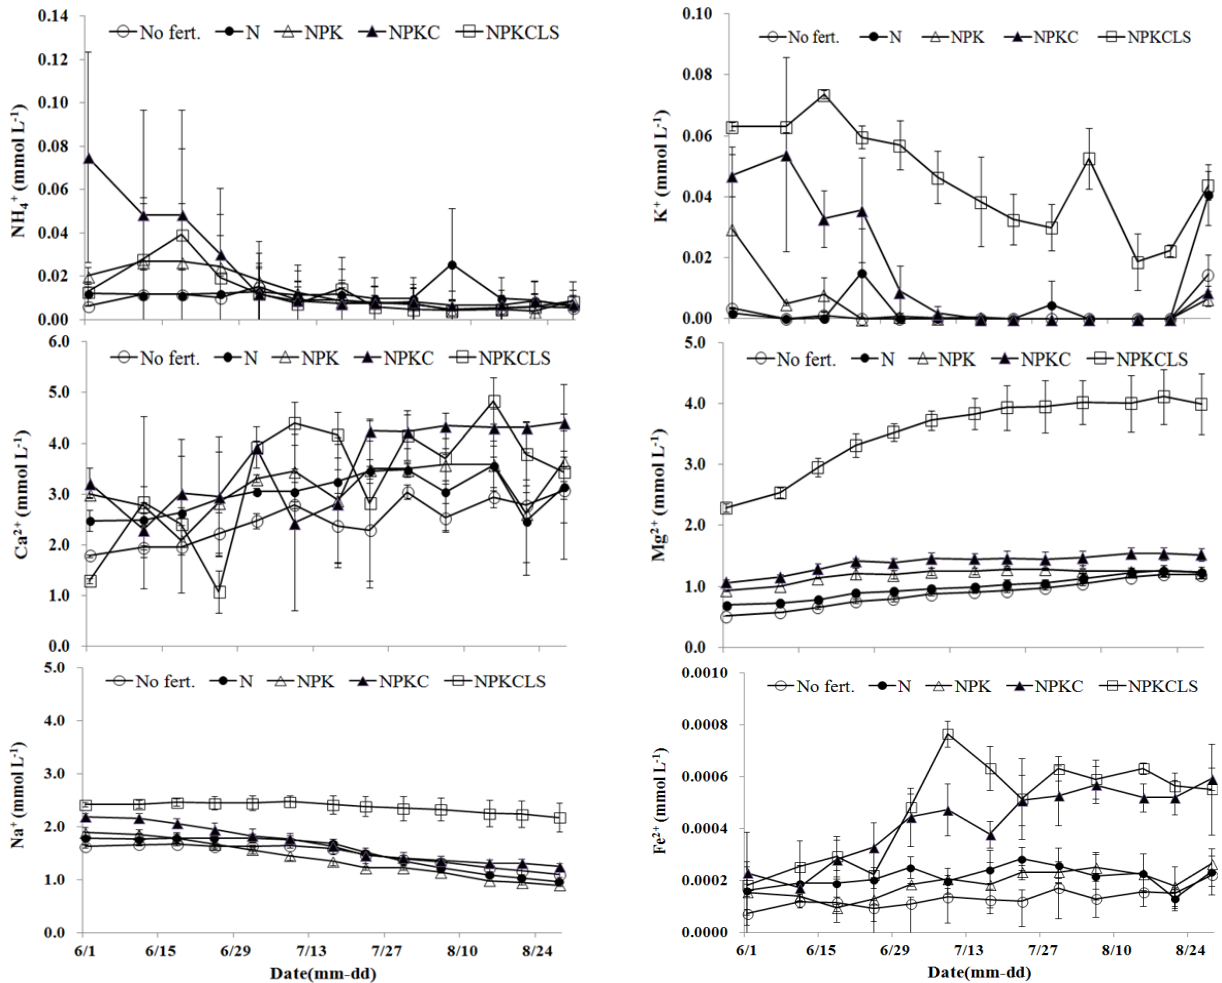 No fert. N NPK NPKC NPKCLS
NH₄⁺ (mmol L⁻¹)
0.14
0.12
0.10
0.08
0.06
0.04
0.02
0.00
No fert. N NPK NPKC NPKCLS
K⁺ (mmol L⁻¹)
0.10
0.08
0.06
0.04
0.02
0.00
No fert. N NPK NPKC NPKCLS
Ca²⁺ (mmol L⁻¹)
6.0
5.0
4.0
3.0
2.0
1.0
0.0
No fert. N NPK NPKC NPKCLS
Mg²⁺ (mmol L⁻¹)
5.0
4.0
3.0
2.0
1.0
0.0
No fert. N NPK NPKC NPKCLS
Na⁺ (mmol L⁻¹)
5.0
4.0
3.0
2.0
1.0
0.0
6/1 6/15 6/29 7/13 7/27 8/10 8/24
Date(mm-dd)
No fert. N NPK NPKC NPKCLS
Fe²⁺ (mmol L⁻¹)
0.0010
0.0008
0.0006
0.0004
0.0002
0.0000
6/1 6/15 6/29 7/13 7/27 8/10 8/24
Date(mm-dd)